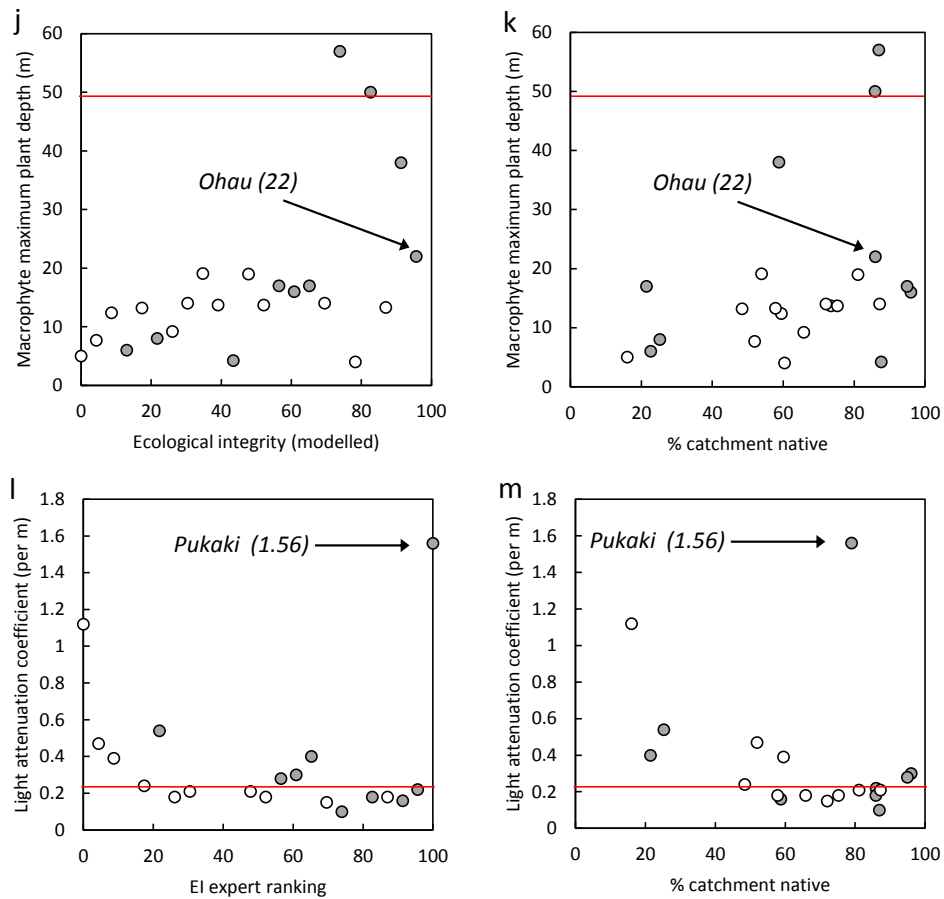 j
60
50
40
30
20
10
0
Macrophyte maximum plant depth (m)
Ohau (22)
0 20 40 60 80 100
Ecological integrity (modelled)
k
60
50
40
30
20
10
0
Macrophyte maximum plant depth (m)
Ohau (22)
0 20 40 60 80 100
% catchment native
l
1.8
1.6
1.4
1.2
1
0.8
0.6
0.4
0.2
0
Light attenuation coefficient (per m)
Pukaki (1.56)
0 20 40 60 80 100
EI expert ranking
m
1.8
1.6
1.4
1.2
1
0.8
0.6
0.4
0.2
0
Light attenuation coefficient (per m)
Pukaki (1.56)
0 20 40 60 80 100
% catchment native